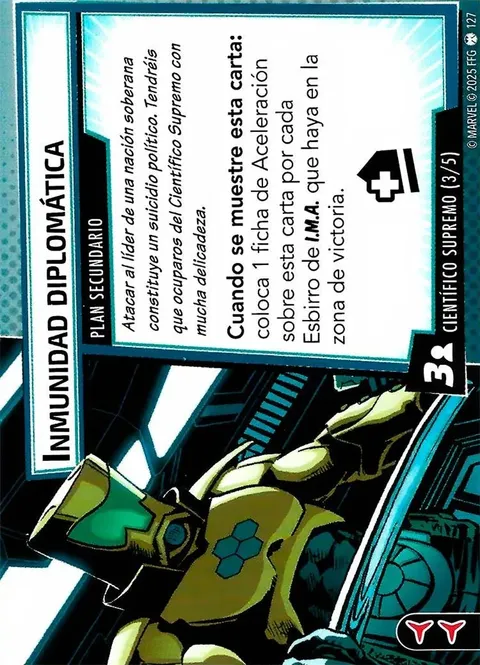 INMUNIDAD DIPLOMÁTICA
PLAN SECUNDARIO
Atacar al líder de una nación soberana
constituye un suicidio político. Tendréis
que ocuparos del Científico Supremo con
mucha delicadeza.
Cuando se muestre esta carta:
coloca 1 ficha de Aceleración
sobre esta carta por cada
Esbirro de I.M.A. que haya en la
zona de victoria.
3
CIENTÍFICO SUPREMO (3/5)
© MARVEL © 2025 FFG 127